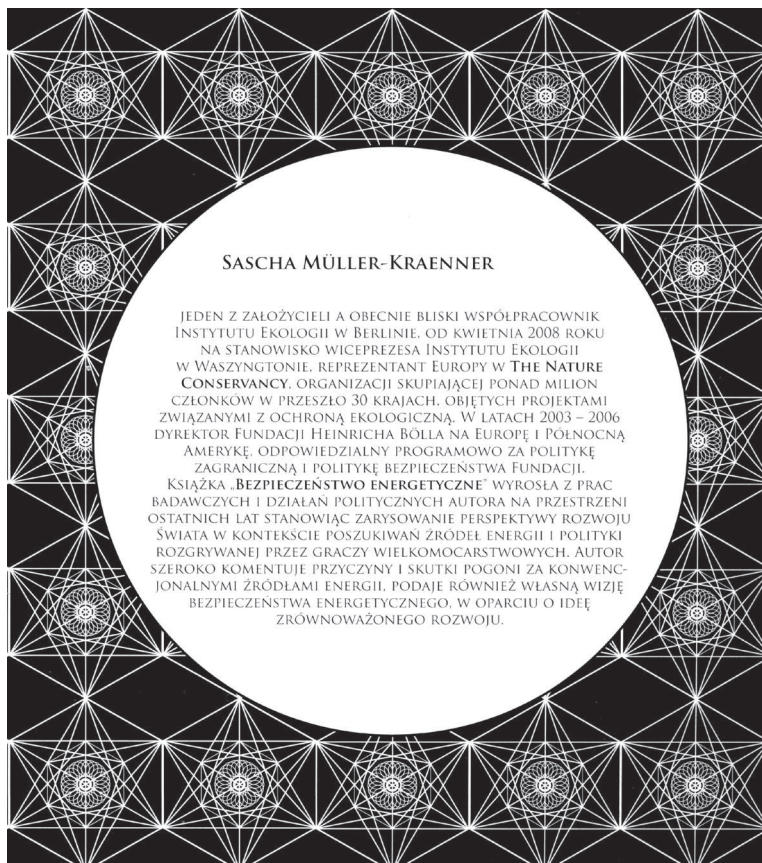 Sascha Müller-Kraenner
jeden z założycieli a obecnie bliski współpracownik
Instytutu Ekologii w Berlinie, od kwietnia 2008 roku
na stanowisko wiceprezesa Instytutu Ekologii
w Waszyngtonie, reprezentant Europy w The Nature
Conservancy, organizacji skupiającej ponad milion
członków w przeszło 30 krajach, objętych projektami
związanymi z ochroną ekologiczną. W latach 2003 – 2006
dyrektor Fundacji Heinricha Bölla na Europę i Północną
Amerykę, odpowiedzialny programowo za politykę
zagraniczną i politykę bezpieczeństwa Fundacji.
Książka „Bezpieczeństwo energetyczne" wyrosła z prac
badawczych i działań politycznych autora na przestrzeni
ostatnich lat stanowiąc zarysowanie perspektywy rozwoju
Świata w kontekście poszukiwań źródeł energii i polityki
rozgrywanej przez graczy wielkomocarstwowych. Autor
szeroko komentuje przyczyny i skutki pogoni za konwenc-
jonalnymi źródłami energii, podaje również własną wizję
bezpieczeństwa energetycznego, w oparciu o ideę
zrównoważonego rozwoju.